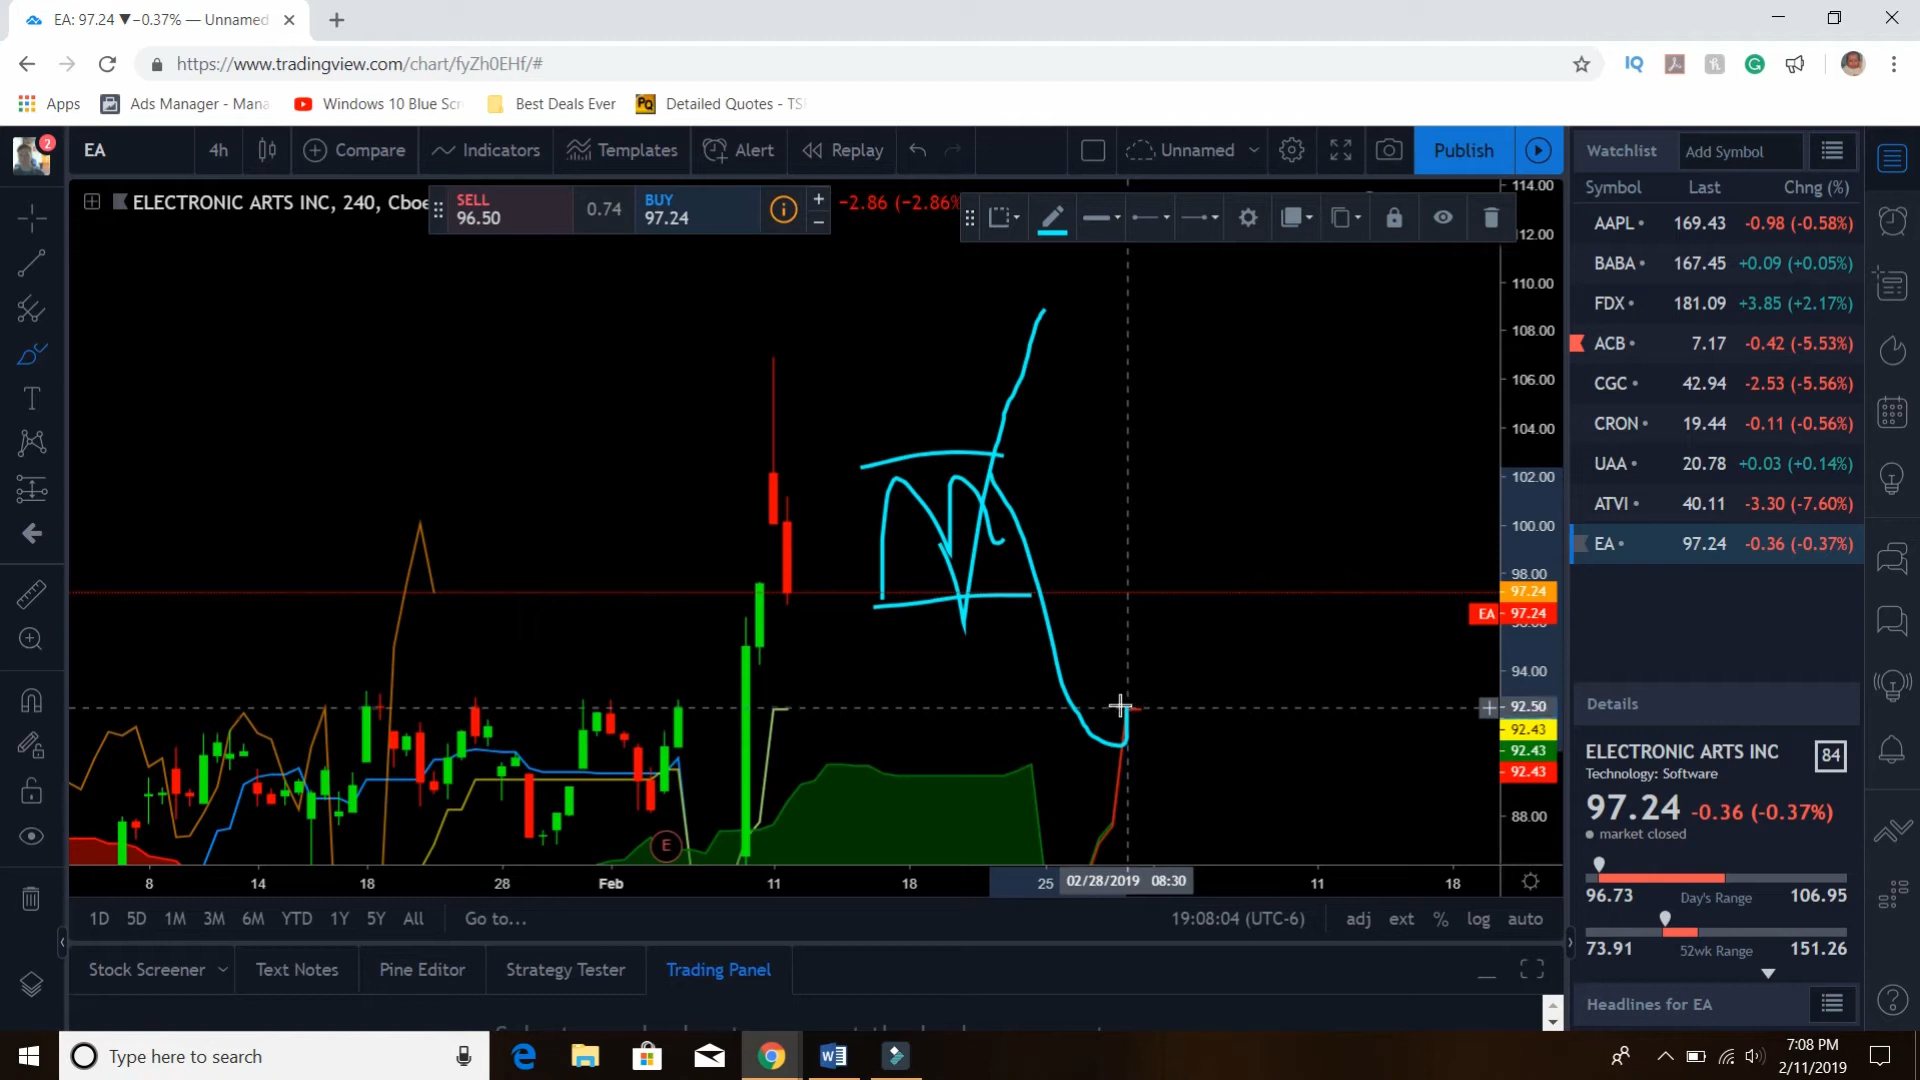 EA: 97.24 ▼−0.37% — Unnamed
https://www.tradingview.com/chart/fyZh0EHf/#
IQ
Apps Ads Manager - Mana Windows 10 Blue Scr Best Deals Ever PQ Detailed Quotes - TS
2
EA 4h Compare Indicators Templates Alert Replay Unnamed Publish
Watchlist Add Symbol
Symbol Last Chng (%)
AAPL 169.43 -0.98 (-0.58%)
BABA 167.45 +0.09 (+0.05%)
FDX 181.09 +3.85 (+2.17%)
ACB 7.17 -0.42 (-5.53%)
CGC 42.94 -2.53 (-5.56%)
CRON 19.44 -0.11 (-0.56%)
UAA 20.78 +0.03 (+0.14%)
ATVI 40.11 -3.30 (-7.60%)
EA 97.24 -0.36 (-0.37%)
ELECTRONIC ARTS INC, 240, Cboe
SELL
96.50
0.74
BUY
97.24
−2.86 (−2.86%
114.00
112.00
110.00
108.00
106.00
104.00
102.00
100.00
98.00
97.24
EA 97.24
94.00
92.50
92.43
92.43
92.43
88.00
E
8 14 18 28 Feb 11 18 25 02/28/2019 08:30 11 18
1D 5D 1M 3M 6M YTD 1Y 5Y All Go to... 19:08:04 (UTC-6) adj ext % log auto
Stock Screener Text Notes Pine Editor Strategy Tester Trading Panel
Details
ELECTRONIC ARTS INC 84
Technology: Software
97.24 -0.36 (-0.37%)
market closed
96.73 Day's Range 106.95
73.91 52wk Range 151.26
Headlines for EA
Type here to search
7:08 PM
2/11/2019